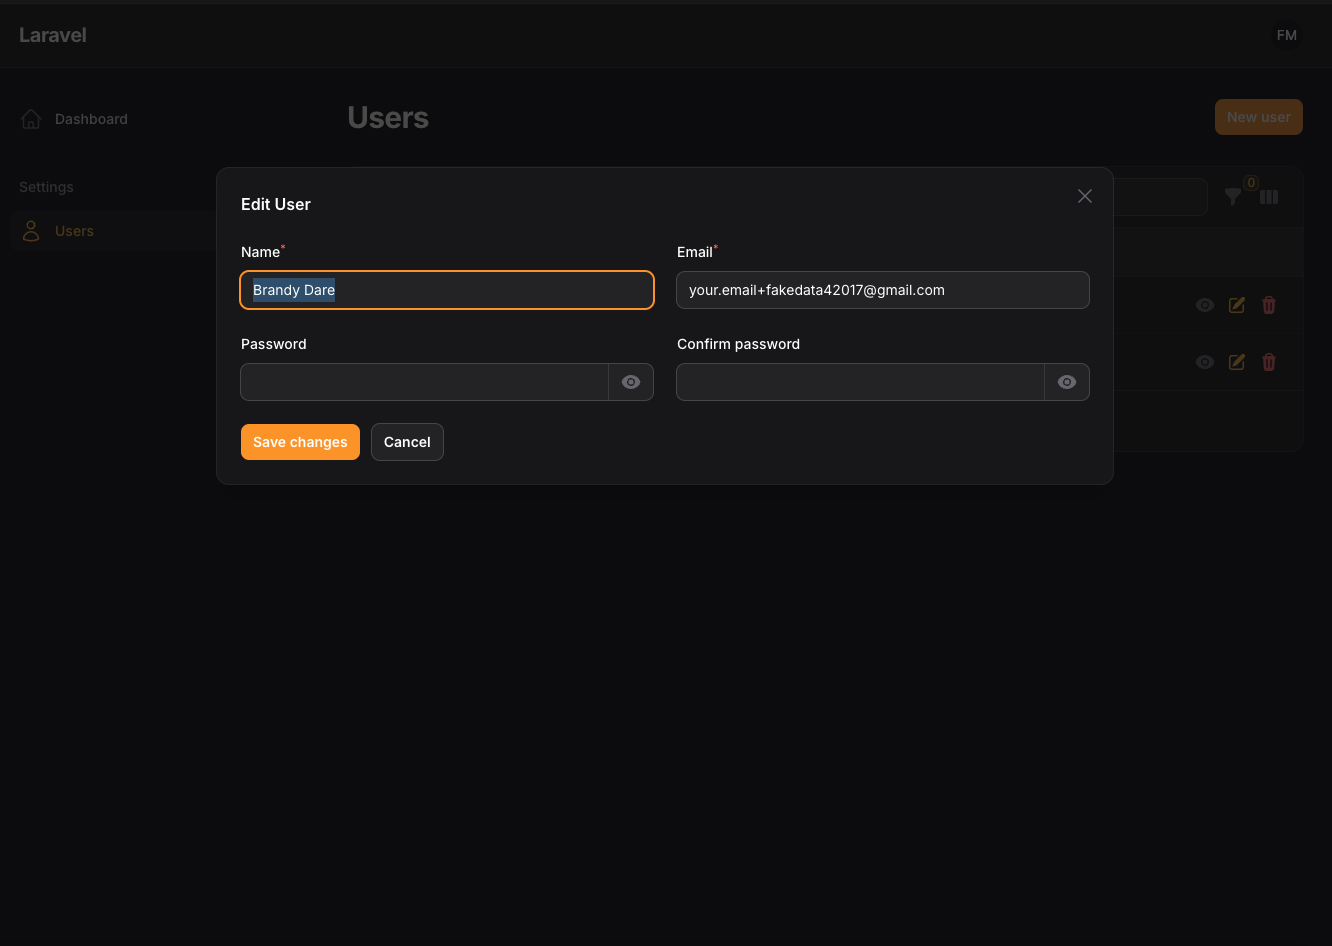 Laravel
FM
Dashboard
Users
New user
Settings
Users
0
Edit User
Name*
Email*
Brandy Dare
your.email+fakedata42017@gmail.com
Password
Confirm password
Save changes
Cancel